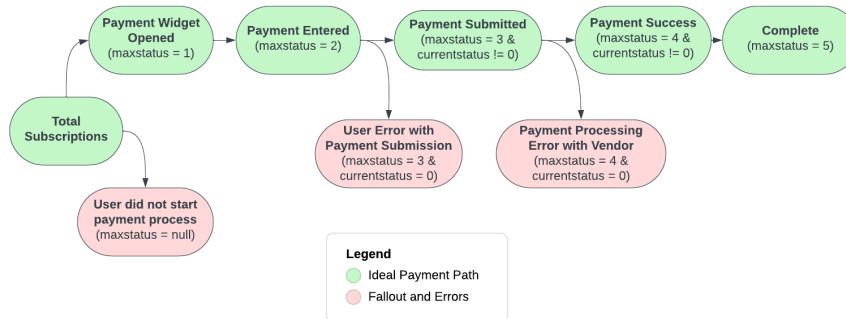 Payment Widget
Opened
(maxstatus = 1)
Payment Entered
(maxstatus = 2)
Payment Submitted
(maxstatus = 3 &
currentstatus != 0)
Payment Success
(maxstatus = 4 &
currentstatus != 0)
Complete
(maxstatus = 5)
Total
Subscriptions
User Error with
Payment Submission
(maxstatus = 3 &
currentstatus = 0)
Payment Processing
Error with Vendor
(maxstatus = 4 &
currentstatus = 0)
User did not start
payment process
(maxstatus = null)
Legend
Ideal Payment Path
Fallout and Errors